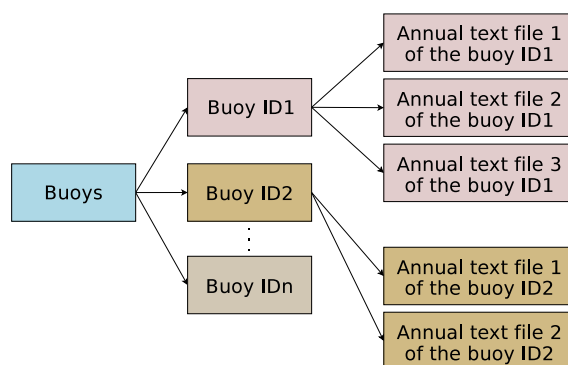 Buoys
Buoy ID1
Buoy ID2
Buoy IDn
Annual text file 1
of the buoy ID1
Annual text file 2
of the buoy ID1
Annual text file 3
of the buoy ID1
Annual text file 1
of the buoy ID2
Annual text file 2
of the buoy ID2